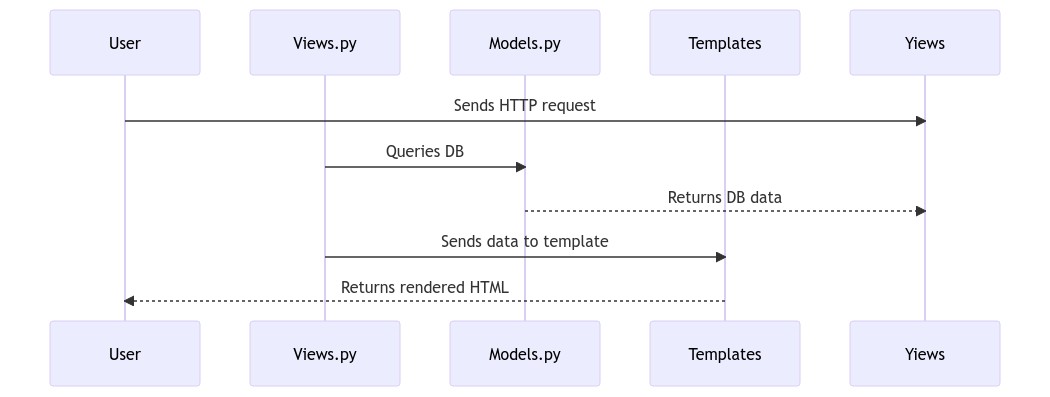 User
Views.py
Models.py
Templates
Yiews
Sends HTTP request
Queries DB
Returns DB data
Sends data to template
Returns rendered HTML
User
Views.py
Models.py
Templates
Yiews